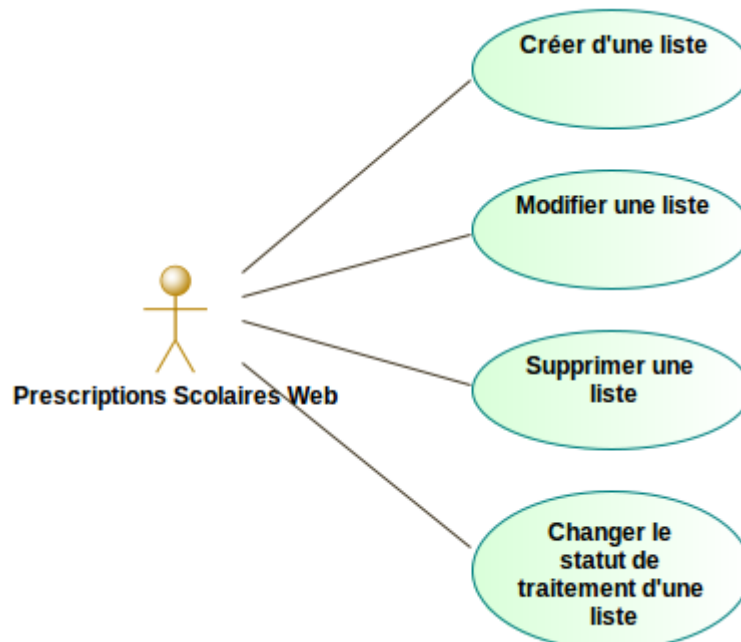 Créer d'une liste
Modifier une liste
Prescriptions Scolaires Web
Supprimer une
liste
Changer le
statut de
traitement d'une
liste